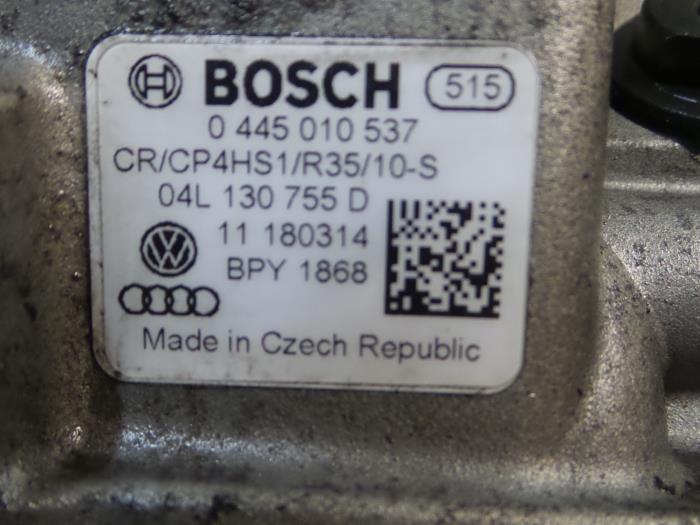 BOSCH 515
0 445 010 537
CR/CP4HS1/R35/10-S
04L 130 755 D
11 180314
BPY 1868
Made in Czech Republic